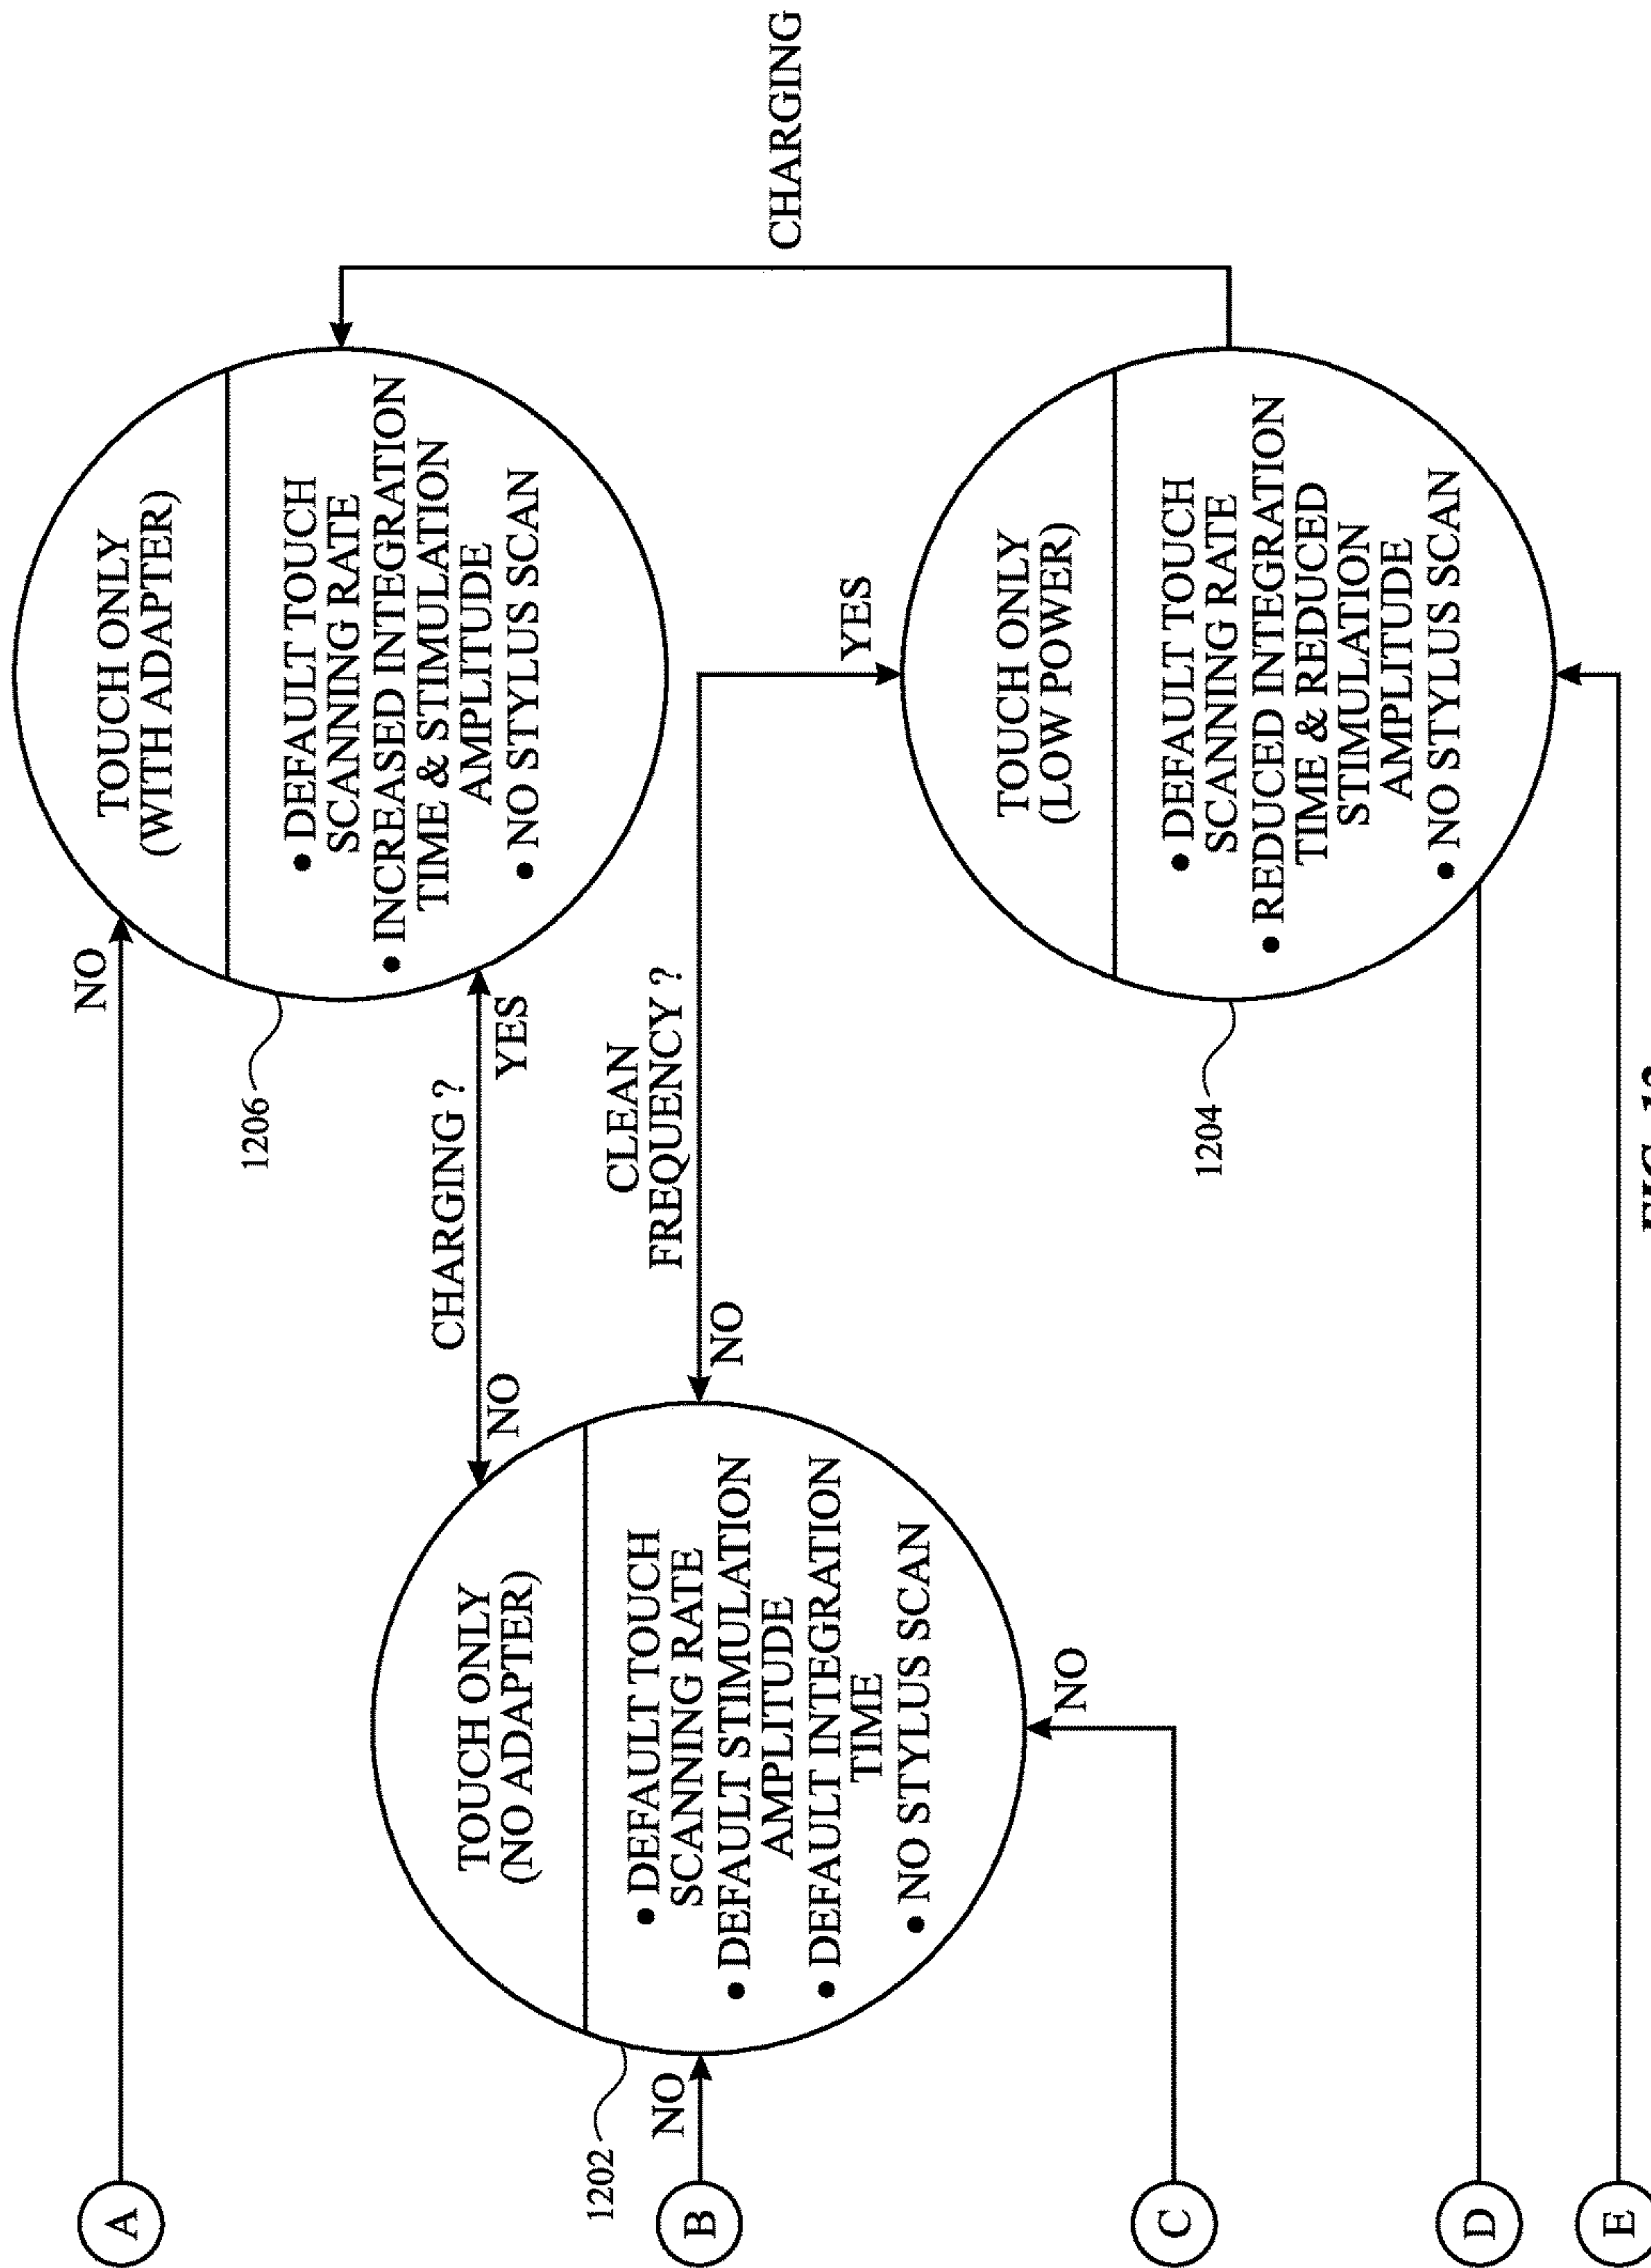 A
NO
TOUCH ONLY
(WITH ADAPTER)
1206
• DEFAULT TOUCH
SCANNING RATE
• INCREASED INTEGRATION
TIME & STIMULATION
AMPLITUDE
• NO STYLUS SCAN
CHARGING ?
NO
YES
TOUCH ONLY
(NO ADAPTER)
1202
• DEFAULT TOUCH
SCANNING RATE
• DEFAULT STIMULATION
AMPLITUDE
• DEFAULT INTEGRATION
TIME
• NO STYLUS SCAN
B
NO
CLEAN
FREQUENCY ?
NO
YES
CHARGING
C
NO
TOUCH ONLY
(LOW POWER)
1204
• DEFAULT TOUCH
SCANNING RATE
• REDUCED INTEGRATION
TIME & REDUCED
STIMULATION
AMPLITUDE
• NO STYLUS SCAN
D
E
FIG.